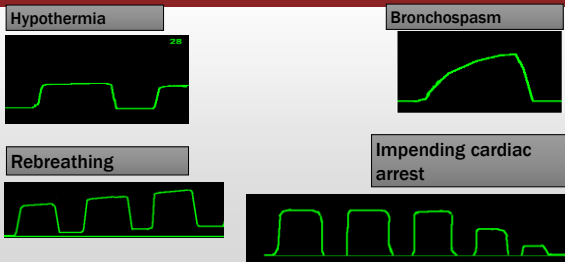 Hypothermia
Bronchospasm
28
Rebreathing
Impending cardiac
arrest